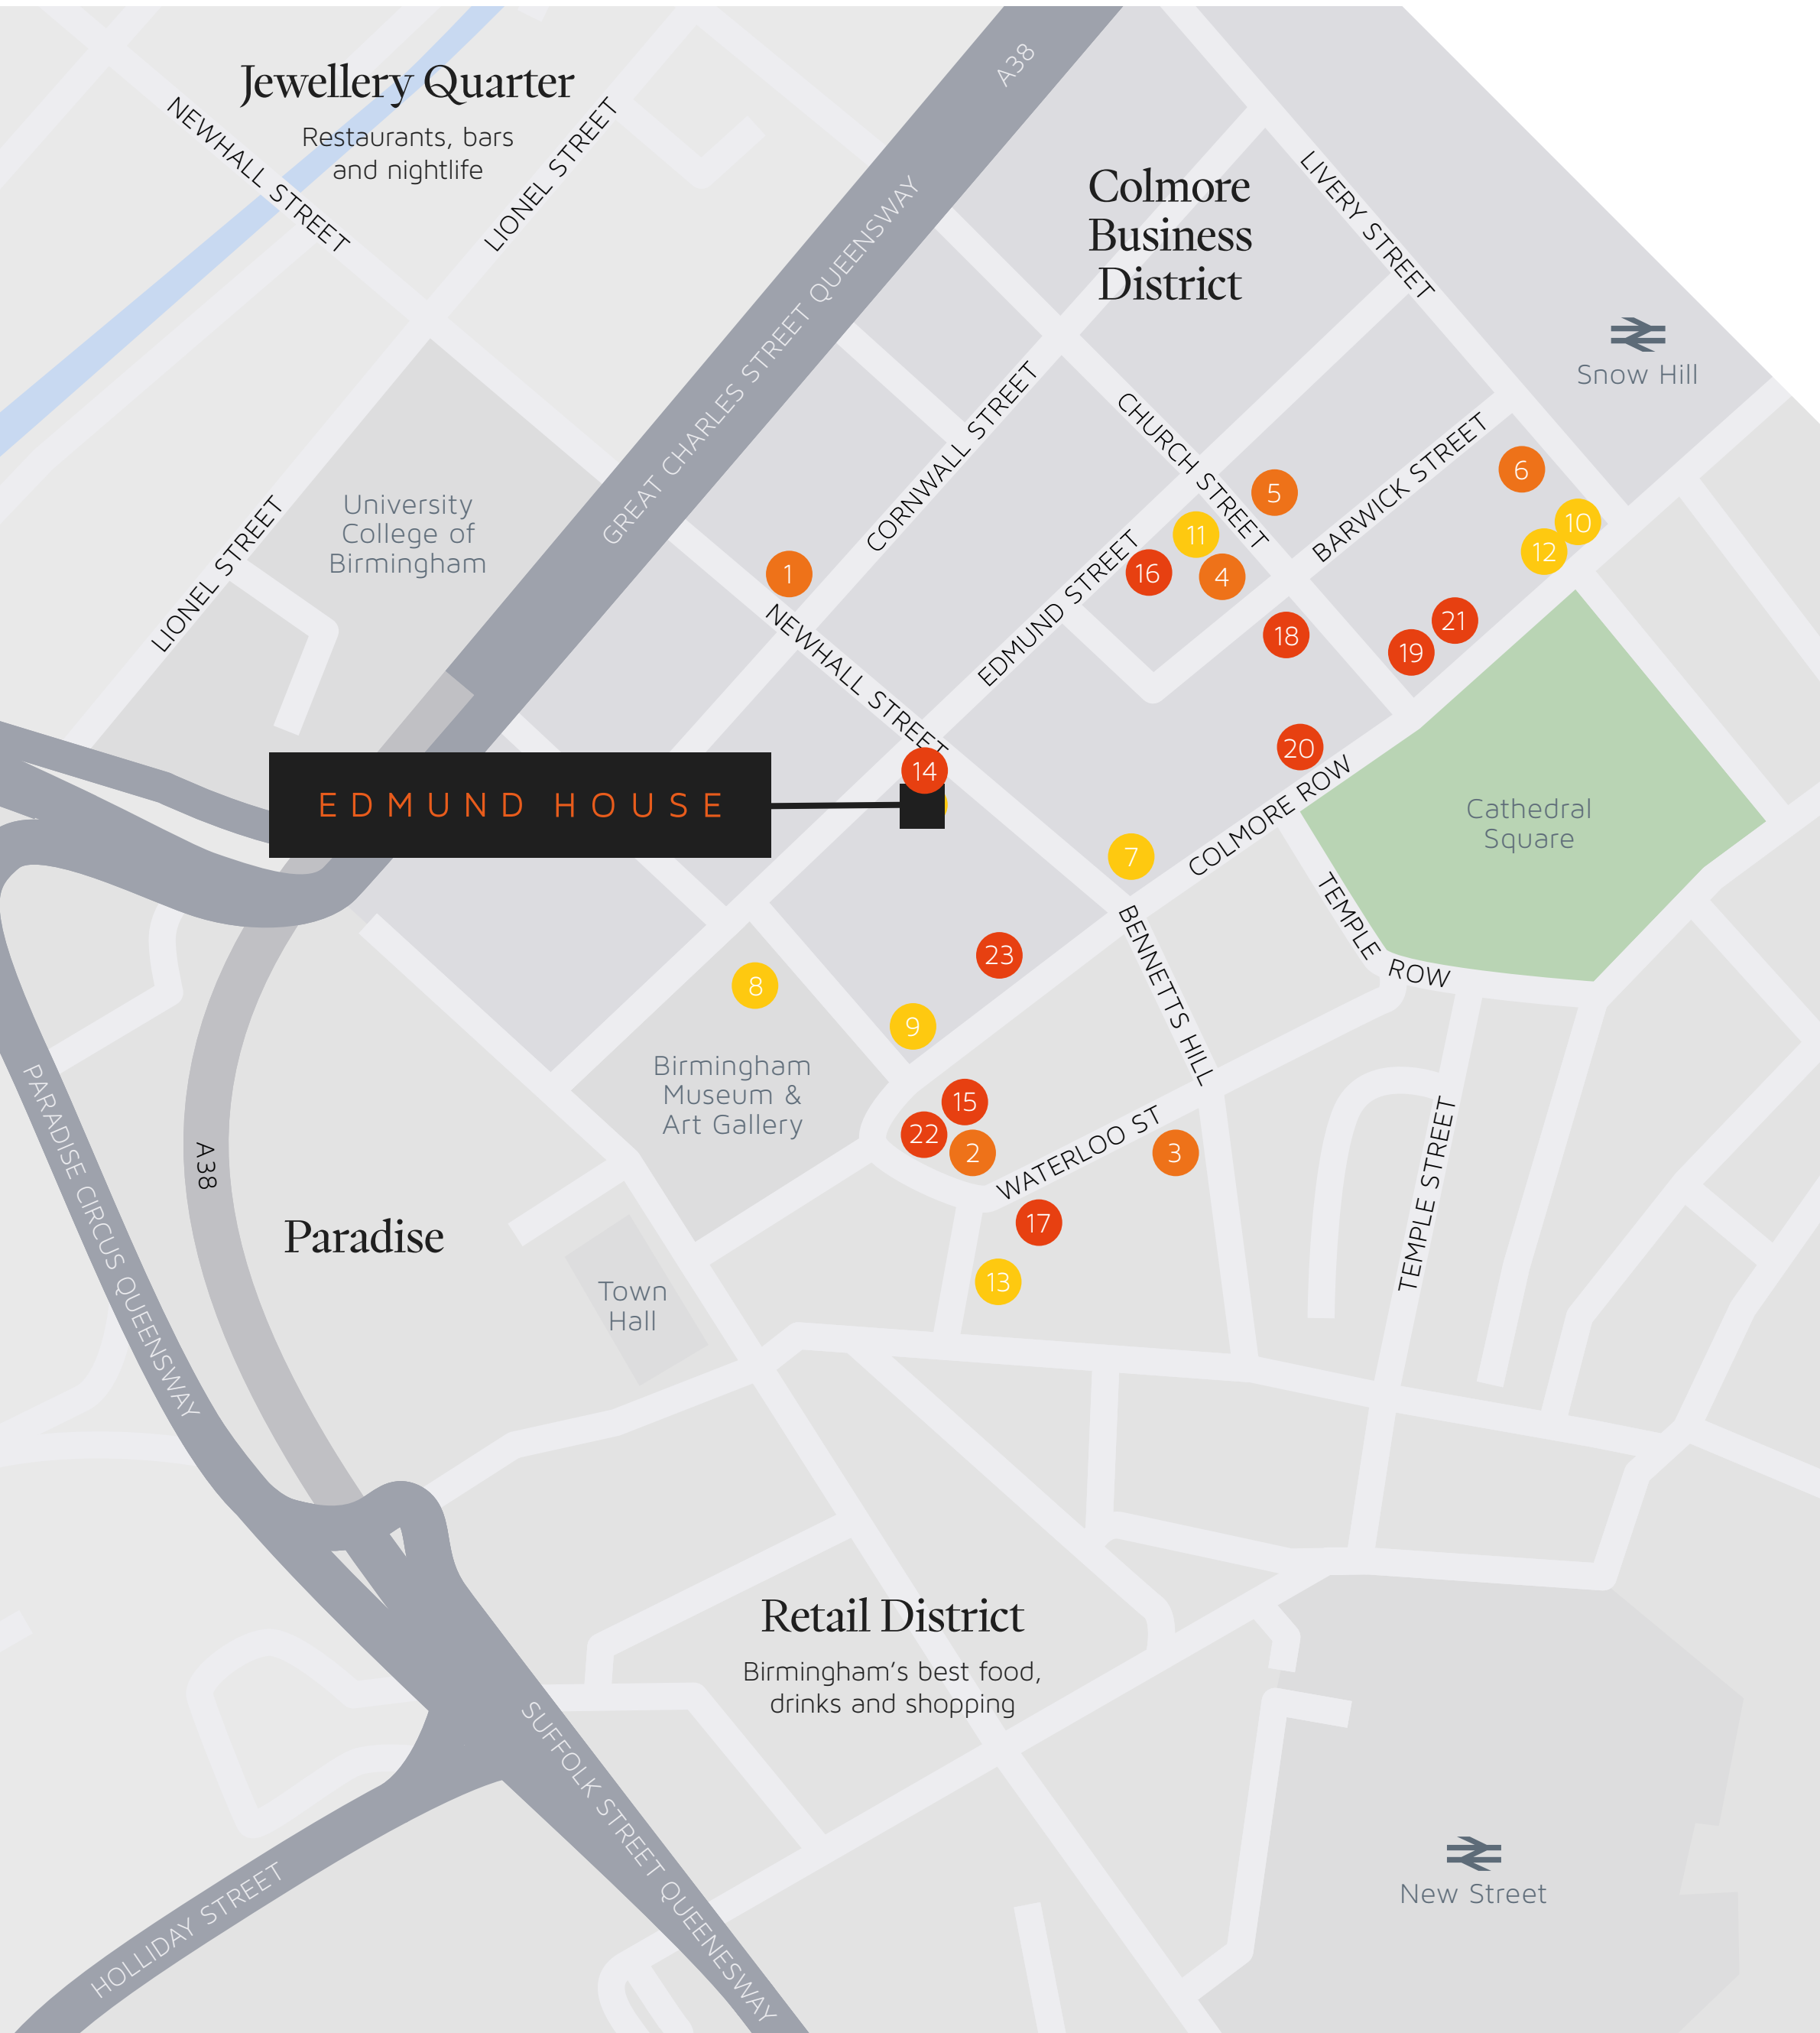 A38
Jewellery Quarter
Restaurants, bars
and nightlife
NEWHALL STREET
LIONEL STREET
Colmore
Business
District
LIVERY STREET
GREAT CHARLES STREET QUEENSWAY
Snow Hill
CORNWALL STREET
CHURCH STREET
BARWICK STREET
6
5
University
College of
Birmingham
LIONEL STREET
10
11
12
1
16
4
EDMUND STREET
NEWHALL STREET
21
18
19
20
14
EDMUND HOUSE
COLMORE ROW
Cathedral
Square
7
TEMPLE ROW
BENNETTS HILL
23
8
9
Birmingham
Museum &
Art Gallery
15
22
2
WATERLOO ST
3
PARADISE CIRCUS QUEENSWAY
A38
TEMPLE STREET
17
Paradise
13
Town
Hall
Retail District
Birmingham’s best food,
drinks and shopping
SUFFOLK STREET QUEENESWAY
HOLLIDAY STREET
New Street